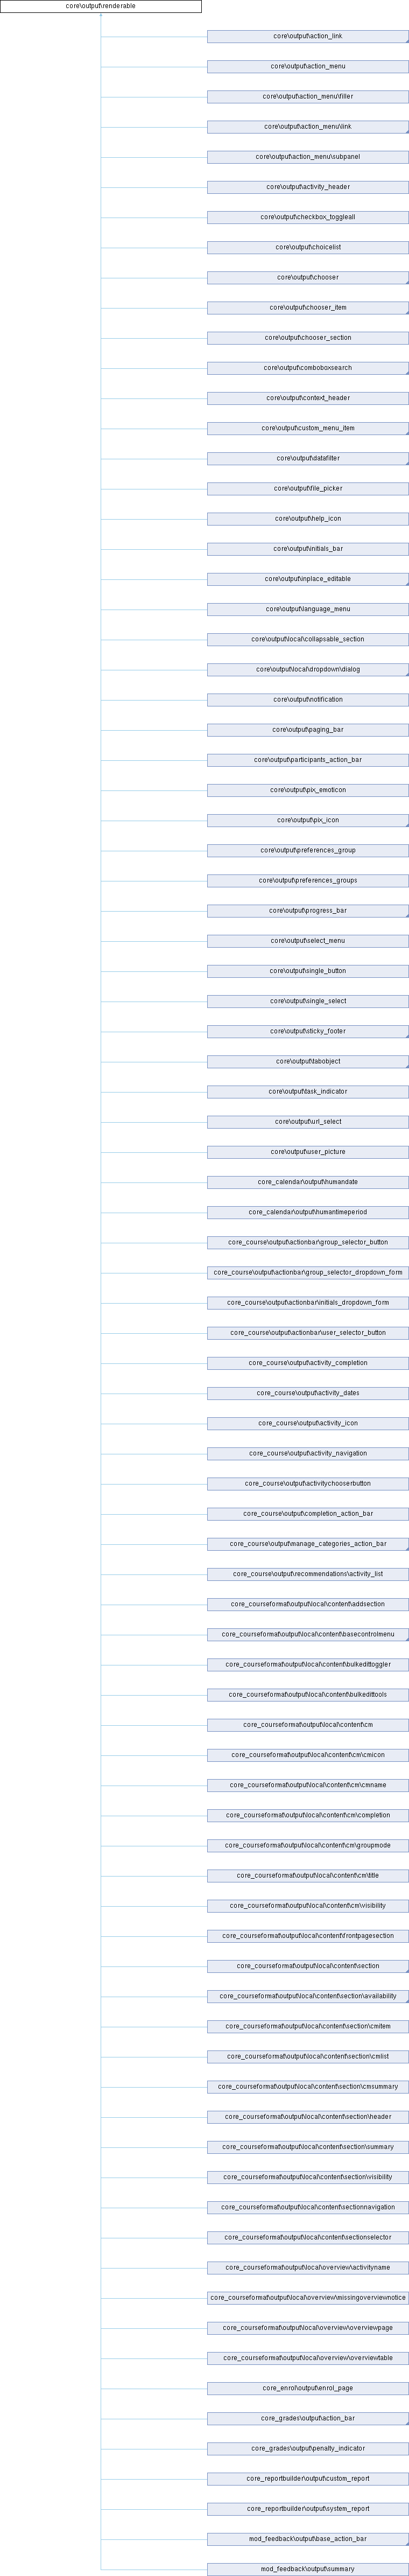 core\output\renderable
core\output\action_link
core\output\action_menu
core\output\action_menu\filler
core\output\action_menu\link
core\output\action_menu\subpanel
core\output\activity_header
core\output\checkbox_toggleall
core\output\choicelist
core\output\chooser
core\output\chooser_item
core\output\chooser_section
core\output\comboboxsearch
core\output\context_header
core\output\custom_menu_item
core\output\datafilter
core\output\file_picker
core\output\help_icon
core\output\initials_bar
core\output\inplace_editable
core\output\language_menu
core\output\local\collapsable_section
core\output\local\dropdown\dialog
core\output\notification
core\output\paging_bar
core\output\participants_action_bar
core\output\pix_emoticon
core\output\pix_icon
core\output\preferences_group
core\output\preferences_groups
core\output\progress_bar
core\output\select_menu
core\output\single_button
core\output\single_select
core\output\sticky_footer
core\output\tabobject
core\output\task_indicator
core\output\url_select
core\output\user_picture
core_calendar\output\humandate
core_calendar\output\humantimeperiod
core_course\output\actionbar\group_selector_button
core_course\output\actionbar\group_selector_dropdown_form
core_course\output\actionbar\initials_dropdown_form
core_course\output\actionbar\user_selector_button
core_course\output\activity_completion
core_course\output\activity_dates
core_course\output\activity_icon
core_course\output\activity_navigation
core_course\output\activitychooserbutton
core_course\output\completion_action_bar
core_course\output\manage_categories_action_bar
core_course\output\recommendations\activity_list
core_courseformat\output\local\content\addsection
core_courseformat\output\local\content\basecontrolmenu
core_courseformat\output\local\content\bulkedittoggler
core_courseformat\output\local\content\bulkedittools
core_courseformat\output\local\content\cm
core_courseformat\output\local\content\cm\cmicon
core_courseformat\output\local\content\cm\cmname
core_courseformat\output\local\content\cm\completion
core_courseformat\output\local\content\cm\groupmode
core_courseformat\output\local\content\cm\title
core_courseformat\output\local\content\cm\visibility
core_courseformat\output\local\content\frontpagesection
core_courseformat\output\local\content\section
core_courseformat\output\local\content\section\availability
core_courseformat\output\local\content\section\cmitem
core_courseformat\output\local\content\section\cmlist
core_courseformat\output\local\content\section\cmsummary
core_courseformat\output\local\content\section\header
core_courseformat\output\local\content\section\summary
core_courseformat\output\local\content\section\visibility
core_courseformat\output\local\content\sectionnavigation
core_courseformat\output\local\content\sectionselector
core_courseformat\output\local\overview\activityname
core_courseformat\output\local\overview\missingoverviewnotice
core_courseformat\output\local\overview\overviewpage
core_courseformat\output\local\overview\overviewtable
core_enrol\output\enrol_page
core_grades\output\action_bar
core_grades\output\penalty_indicator
core_reportbuilder\output\custom_report
core_reportbuilder\output\system_report
mod_feedback\output\base_action_bar
mod_feedback\output\summary